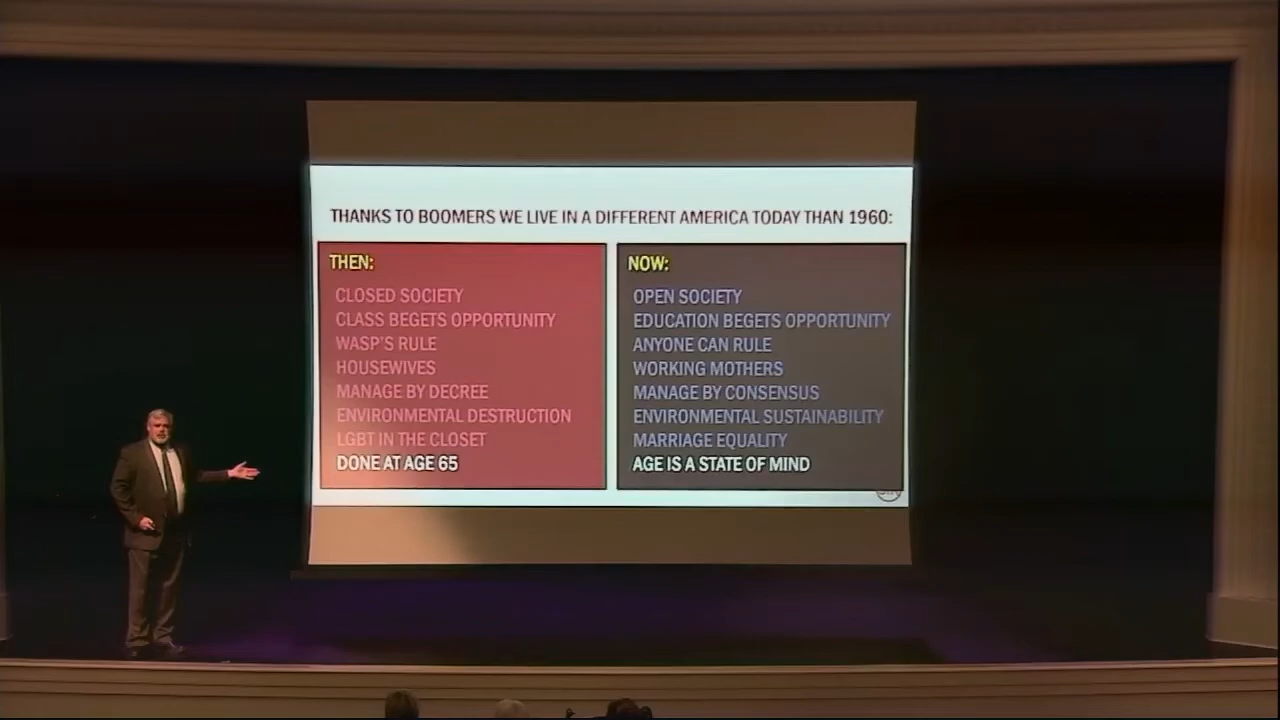 THANKS TO BOOMERS WE LIVE IN A DIFFERENT AMERICA TODAY THAN 1960:
THEN:
CLOSED SOCIETY
CLASS BEGETS OPPORTUNITY
WASP'S RULE
HOUSEWIVES
MANAGE BY DECREE
ENVIRONMENTAL DESTRUCTION
LGBT IN THE CLOSET
DONE AT AGE 65
NOW:
OPEN SOCIETY
EDUCATION BEGETS OPPORTUNITY
ANYONE CAN RULE
WORKING MOTHERS
MANAGE BY CONSENSUS
ENVIRONMENTAL SUSTAINABILITY
MARRIAGE EQUALITY
AGE IS A STATE OF MIND